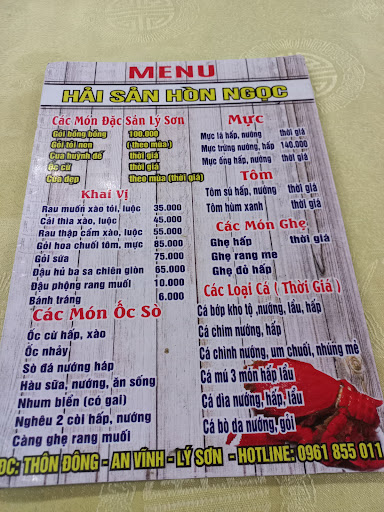 MENU
HẢI SẢN HÒN NGỌC
Các Món Đặc Sản Lý Sơn
Gỏi bông bông 100.000
Gỏi tỏi non (theo mùa)
Cua huỳnh đế thời giá
Ốc cừ thời giá
Cua dẹp theo mùa (thời giá)
Khai Vị
Rau muốn xào tỏi, luộc 35.000
Cải thìa xào, luộc 45.000
Rau thập cẩm xào, luộc 55.000
Gỏi hoa chuối tôm, mực 85.000
Gỏi sứa 75.000
Đậu hủ ba sa chiên giòn 65.000
Đậu phộng rang muối 10.000
Bánh tráng 6.000
Các Món Ốc Sò
Ốc cừ hấp, xào
Ốc nhảy
Sò đá nướng háp
Hàu sữa, nướng, ăn sống
Nhum biển (có gai)
Nghêu 2 còi hấp, nướng
Càng ghẹ rang muối
Mực
Mực lá hấp, nướng thời giá
Mực trứng nướng, hấp 140.000
Mực ống hấp, nướng thời giá
Tôm
Tôm sú hấp, nướng thời giá
Tôm hùm xanh thời giá
Các Món Ghẹ
Ghẹ hấp thời giá
Ghẹ rang me
Ghẹ đỏ hấp
Các Loại Cá ( Thời Giá )
Cá bớp kho tộ ,nướng, lẩu, hấp
Cá chim nướng, hấp
Cá chình nướng, um chuối, nhúng mẻ
Cá mú 3 món hấp lẩu
Cá dìa nướng, hấp, lẩu
Cá bò da nướng, gỏi
ĐC: THÔN ĐÔNG - AN VĨNH - LÝ SƠN - HOTLINE: 0961 855 011